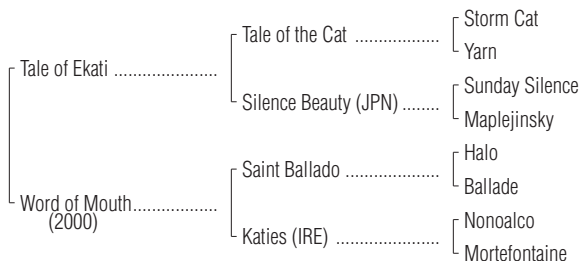 Storm Cat
Tale of the Cat ....................
Yarn
Tale of Ekati .........................
Sunday Silence
Silence Beauty (JPN) .........
Maplejinsky
Halo
Saint Ballado ......................
Ballade
Word of Mouth....................
(2000)
Nonoalco
Katies (IRE) .........................
Mortefontaine